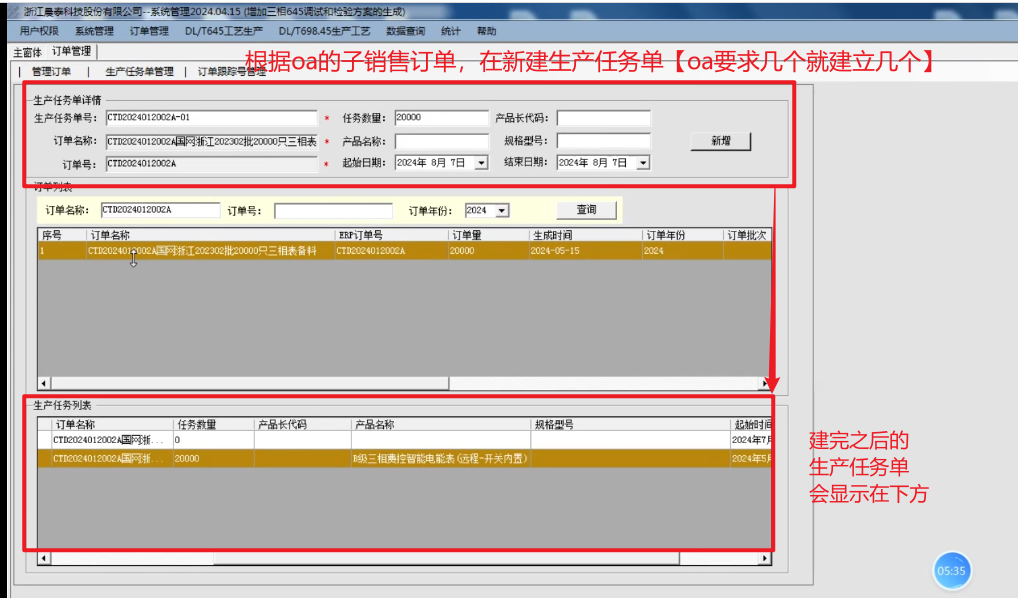 浙江晨泰科技股份有限公司--系统管理2024.04.15 (增加三相645调试和检验方案的生成)
用户权限 系统管理 订单管理 DL/T645工艺生产 DL/T698.45生产工艺 数据查询 统计 帮助
主窗体 订单管理
根据oa的子销售订单，在新建生产任务单【oa要求几个就建立几个】
| 管理订单 | 生产任务单管理 | 订单跟踪号管理
生产任务单详情
生产任务单号: CTD2024012002A-01 * 任务数量: 20000 产品长代码:
订单名称: CTD2024012002A国网浙江202302批20000只三相表 * 产品名称: 规格型号: 新增
订单号: CTD2024012002A * 起始日期: 2024年 8月 7日 结束日期: 2024年 8月 7日
订单列表
订单名称: CTD2024012002A 订单号: 订单年份: 2024 查询
序号 订单名称 ERP订单号 订单量 生成时间 订单年份 订单批次
1 CTD2024012002A国网浙江202302批20000只三相表备料 CTD2024012002A 20000 2024-05-15 2024
生产任务列表
订单名称 任务数量 产品长代码 产品名称 规格型号 起始时间
CTD2024012002A国网浙... 0 2024年7月
CTD2024012002A国网浙... 20000 B级三相费控智能电能表(远程-开关内置) 2024年5月
建完之后的
生产任务单
会显示在下方
05:35